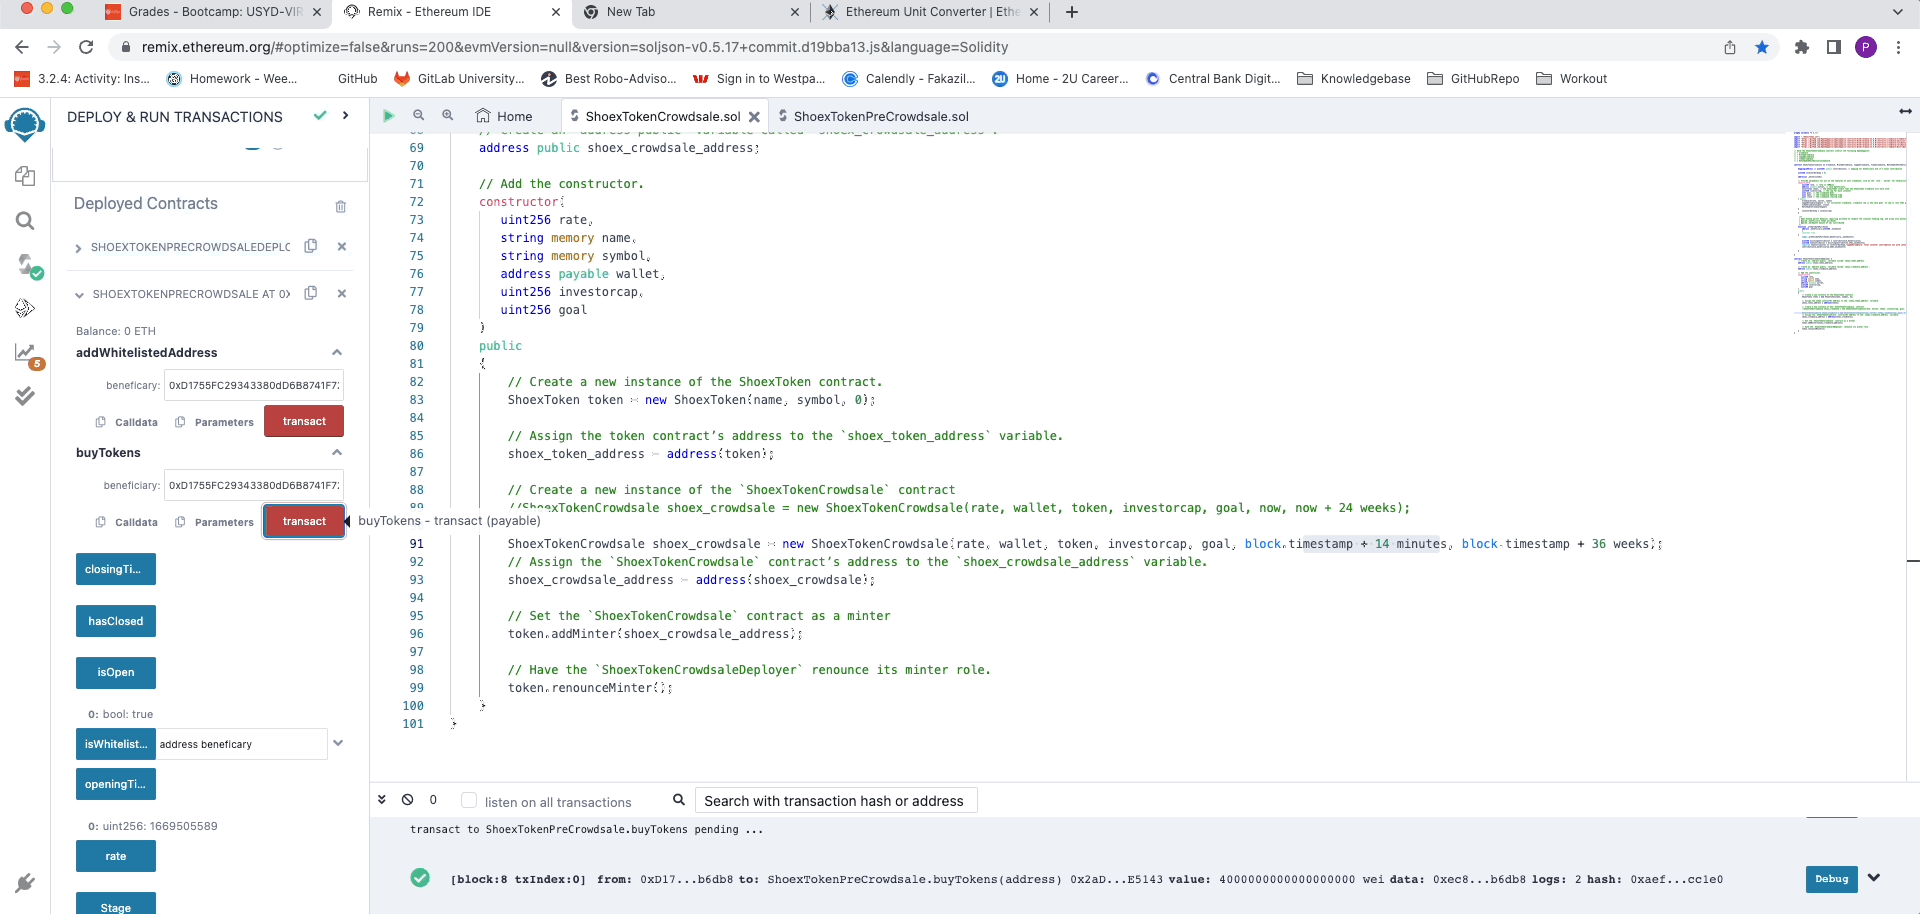 Grades - Bootcamp: USYD-VIR
Remix - Ethereum IDE
New Tab
Ethereum Unit Converter | Ethe
remix.ethereum.org/#optimize=false&runs=200&evmVersion=null&version=soljson-v0.5.17+commit.d19bba13.js&language=Solidity
P
3.2.4: Activity: Ins...
Homework - Wee...
GitHub
GitLab University...
Best Robo-Adviso...
Sign in to Westpa...
Calendly - Fakazil...
2U
Home - 2U Career...
Central Bank Digit...
Knowledgebase
GitHubRepo
Workout
DEPLOY & RUN TRANSACTIONS
Home
ShoexTokenCrowdsale.sol
ShoexTokenPreCrowdsale.sol
Deployed Contracts
SHOEXTOKENPRECROWDSALEDEPLC
SHOEXTOKENPRECROWDSALE AT 0X
Balance: 0 ETH
addWhitelistedAddress
beneficary: 0xD1755FC29343380dD6B8741F7:
Calldata Parameters transact
buyTokens
beneficiary: 0xD1755FC29343380dD6B8741F7:
Calldata Parameters transact
buyTokens - transact (payable)
closingTi...
hasClosed
isOpen
0: bool: true
isWhitelist... address beneficary
openingTi...
0: uint256: 1669505589
rate
Stage
5
68 // Create an `address public` variable called `shoex_crowdsale_address`.
69 address public shoex_crowdsale_address;
70
71 // Add the constructor.
72 constructor(
73 uint256 rate,
74 string memory name,
75 string memory symbol,
76 address payable wallet,
77 uint256 investorcap,
78 uint256 goal
79 )
80 public
81 {
82 // Create a new instance of the ShoexToken contract.
83 ShoexToken token = new ShoexToken(name, symbol, 0);
84
85 // Assign the token contract's address to the `shoex_token_address` variable.
86 shoex_token_address = address(token);
87
88 // Create a new instance of the `ShoexTokenCrowdsale` contract
89 //ShoexTokenCrowdsale shoex_crowdsale = new ShoexTokenCrowdsale(rate, wallet, token, investorcap, goal, now, now + 24 weeks);
91 ShoexTokenCrowdsale shoex_crowdsale = new ShoexTokenCrowdsale(rate, wallet, token, investorcap, goal, block.timestamp + 14 minutes, block.timestamp + 36 weeks);
92 // Assign the `ShoexTokenCrowdsale` contract's address to the `shoex_crowdsale_address` variable.
93 shoex_crowdsale_address = address(shoex_crowdsale);
94
95 // Set the `ShoexTokenCrowdsale` contract as a minter
96 token.addMinter(shoex_crowdsale_address);
97
98 // Have the `ShoexTokenCrowdsaleDeployer` renounce its minter role.
99 token.renounceMinter();
100 }
101 }
0 listen on all transactions Search with transaction hash or address
transact to ShoexTokenPreCrowdsale.buyTokens pending ...
[block:8 txIndex:0] from: 0xD17...b6db8 to: ShoexTokenPreCrowdsale.buyTokens(address) 0x2aD...E5143 value: 4000000000000000000 wei data: 0xec8...b6db8 logs: 2 hash: 0xaef...cc1e0
Debug